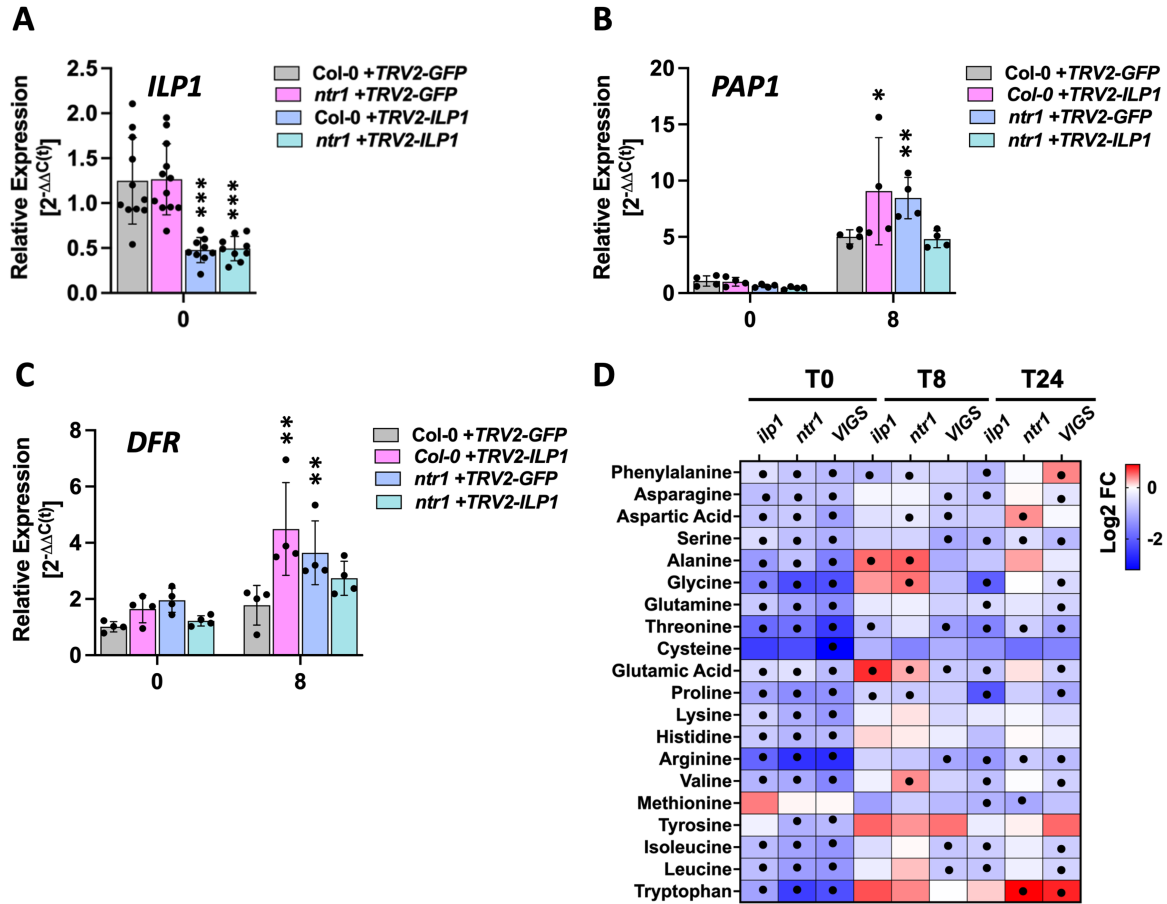 A
Relative Expression
[2^-ΔΔC(t)]
2.5
2.0
1.5
1.0
0.5
0.0
ILP1
***
***
0
Col-0 +TRV2-GFP
ntr1 +TRV2-GFP
Col-0 +TRV2-ILP1
ntr1 +TRV2-ILP1
B
Relative Expression
[2^-ΔΔC(t)]
20
15
10
5
0
PAP1
*
**
0
8
Col-0 +TRV2-GFP
Col-0 +TRV2-ILP1
ntr1 +TRV2-GFP
ntr1 +TRV2-ILP1
C
Relative Expression
[2^-ΔΔC(t)]
8
6
4
2
0
DFR
**
**
0
8
Col-0 +TRV2-GFP
Col-0 +TRV2-ILP1
ntr1 +TRV2-GFP
ntr1 +TRV2-ILP1
D
T0
T8
T24
ilp1
ntr1
VIGS
ilp1
ntr1
VIGS
ilp1
ntr1
VIGS
Phenylalanine
Asparagine
Aspartic Acid
Serine
Alanine
Glycine
Glutamine
Threonine
Cysteine
Glutamic Acid
Proline
Lysine
Histidine
Arginine
Valine
Methionine
Tyrosine
Isoleucine
Leucine
Tryptophan
Log2 FC
0
-2